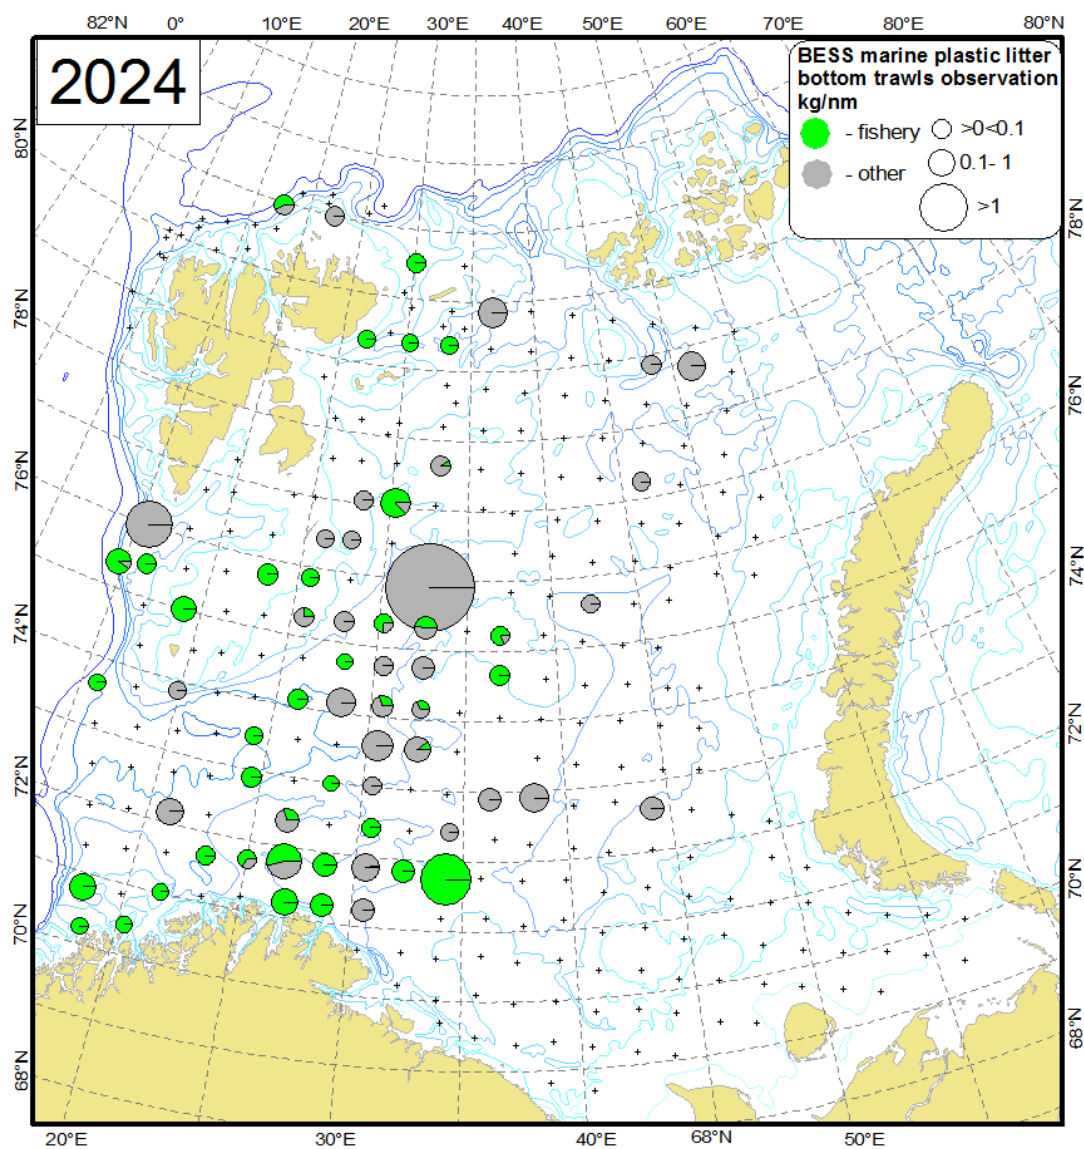 82°N 0° 10°E 20°E 30°E 40°E 50°E 60°E 70°E 80°E 80°N
2024
BESS marine plastic litter
bottom trawls observation
kg/nm
- fishery >0<0.1
- other 0.1- 1
>1
80°N
78°N
76°N
74°N
72°N
70°N
68°N
78°N
76°N
74°N
72°N
70°N
68°N
20°E 30°E 40°E 68°N 50°E